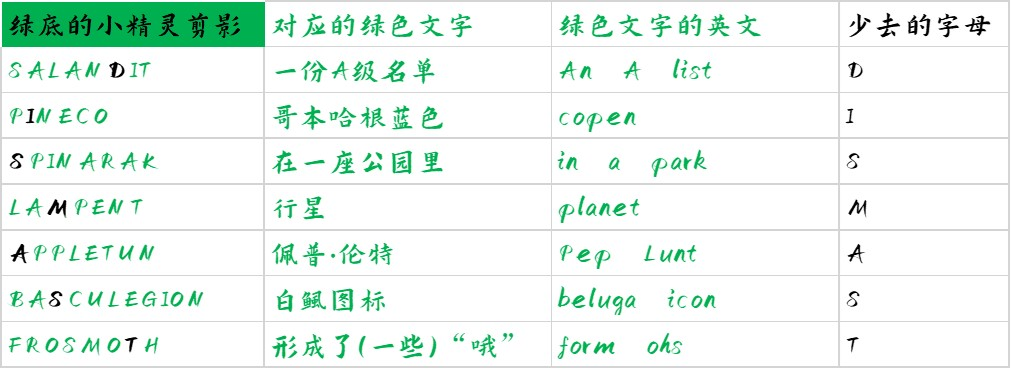 绿底的小精灵剪影 对应的绿色文字 绿色文字的英文 少去的字母
SALANDIT 一份A级名单 An A list D
PINECO 哥本哈根蓝色 copen I
SPINARAK 在一座公园里 in a park S
LAMPENT 行星 planet M
APPLETUN 佩普·伦特 Pep Lunt A
BASCULEGION 白鲲图标 beluga icon S
FROSMOTH 形成了(一些)“哦” form ohs T